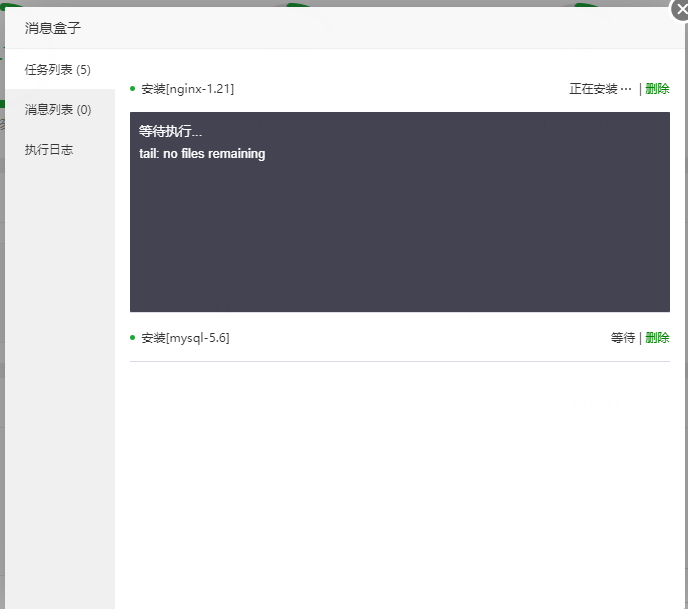 消息盒子
任务列表 (5)
消息列表 (0)
执行日志
安装[nginx-1.21]
正在安装 ··· | 删除
等待执行...
tail: no files remaining
安装[mysql-5.6]
等待 | 删除